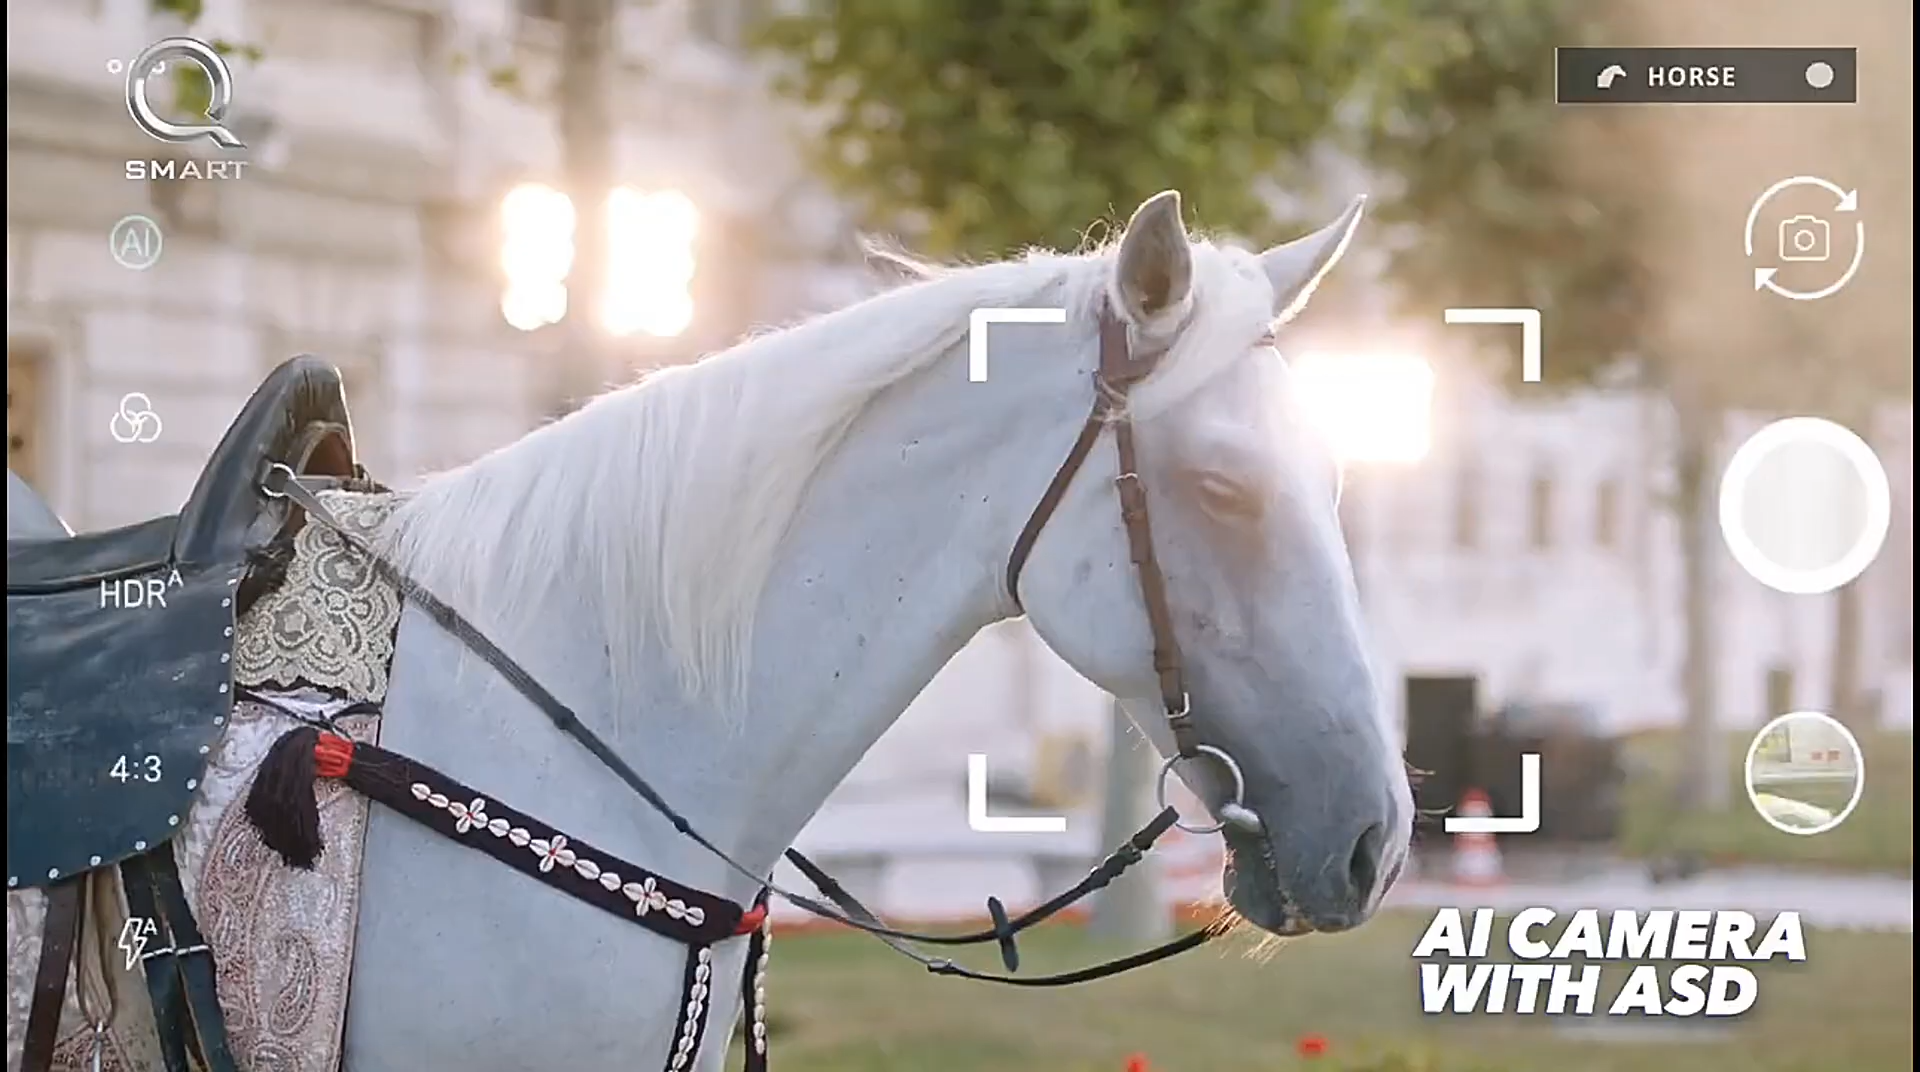 SMART
HORSE
AI
HDR A
4:3
A
AI CAMERA
WITH ASD